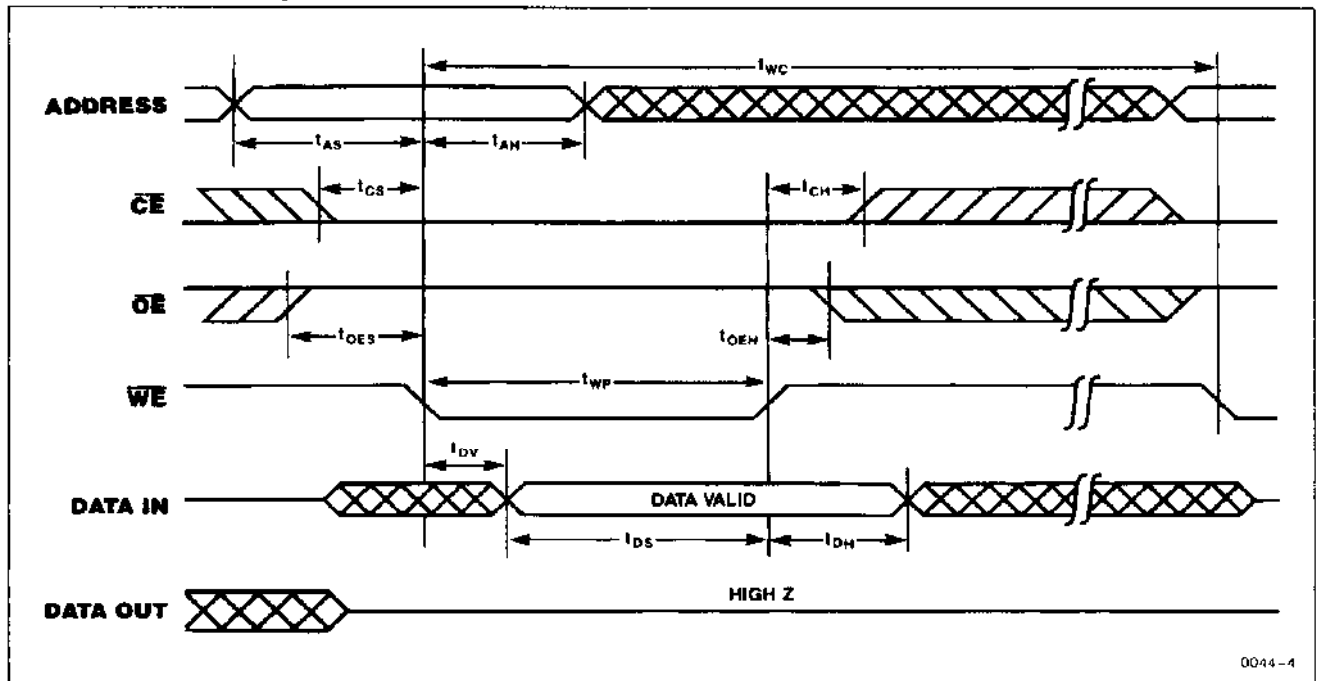 tWC
ADDRESS
tAS
tAH
tCS
tCH
CE
OE
tOES
tOEH
tWP
WE
tDV
DATA IN
DATA VALID
tDS
tDH
HIGH Z
DATA OUT
0044-4